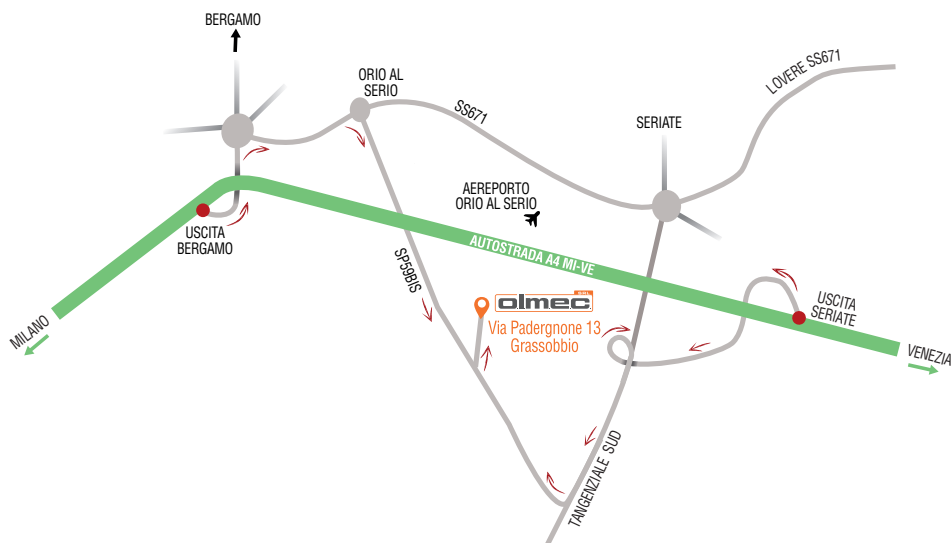 BERGAMO
ORIO AL
SERIO
SS671
LOVERE SS671
SERIATE
AEREPORTO
ORIO AL SERIO
USCITA
BERGAMO
AUTOSTRADA A4 MI-VE
SP59BIS
olmec
Via Padergnone 13
Grassobbio
USCITA
SERIATE
MILANO
VENEZIA
TANGENZIALE SUD